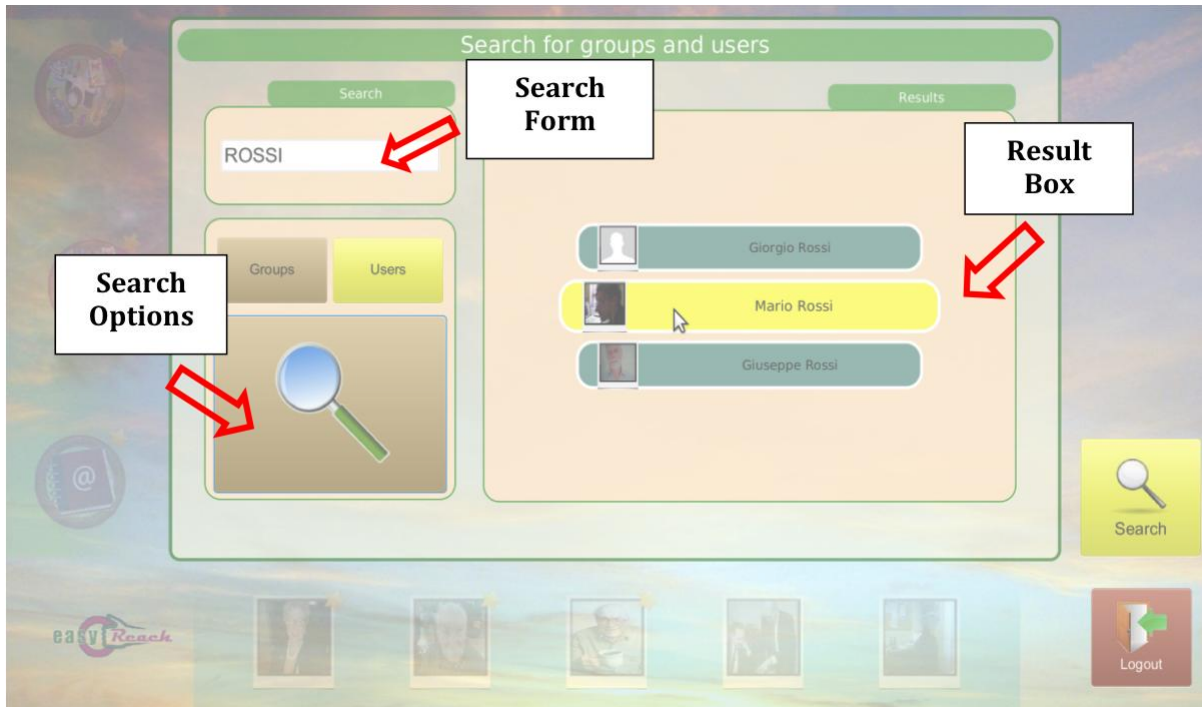 Search for groups and users
Search
Search
Form
Results
ROSSI
Result
Box
Groups
Users
Search
Options
Giorgio Rossi
Mario Rossi
Giuseppe Rossi
@
Search
easy Reach
Logout